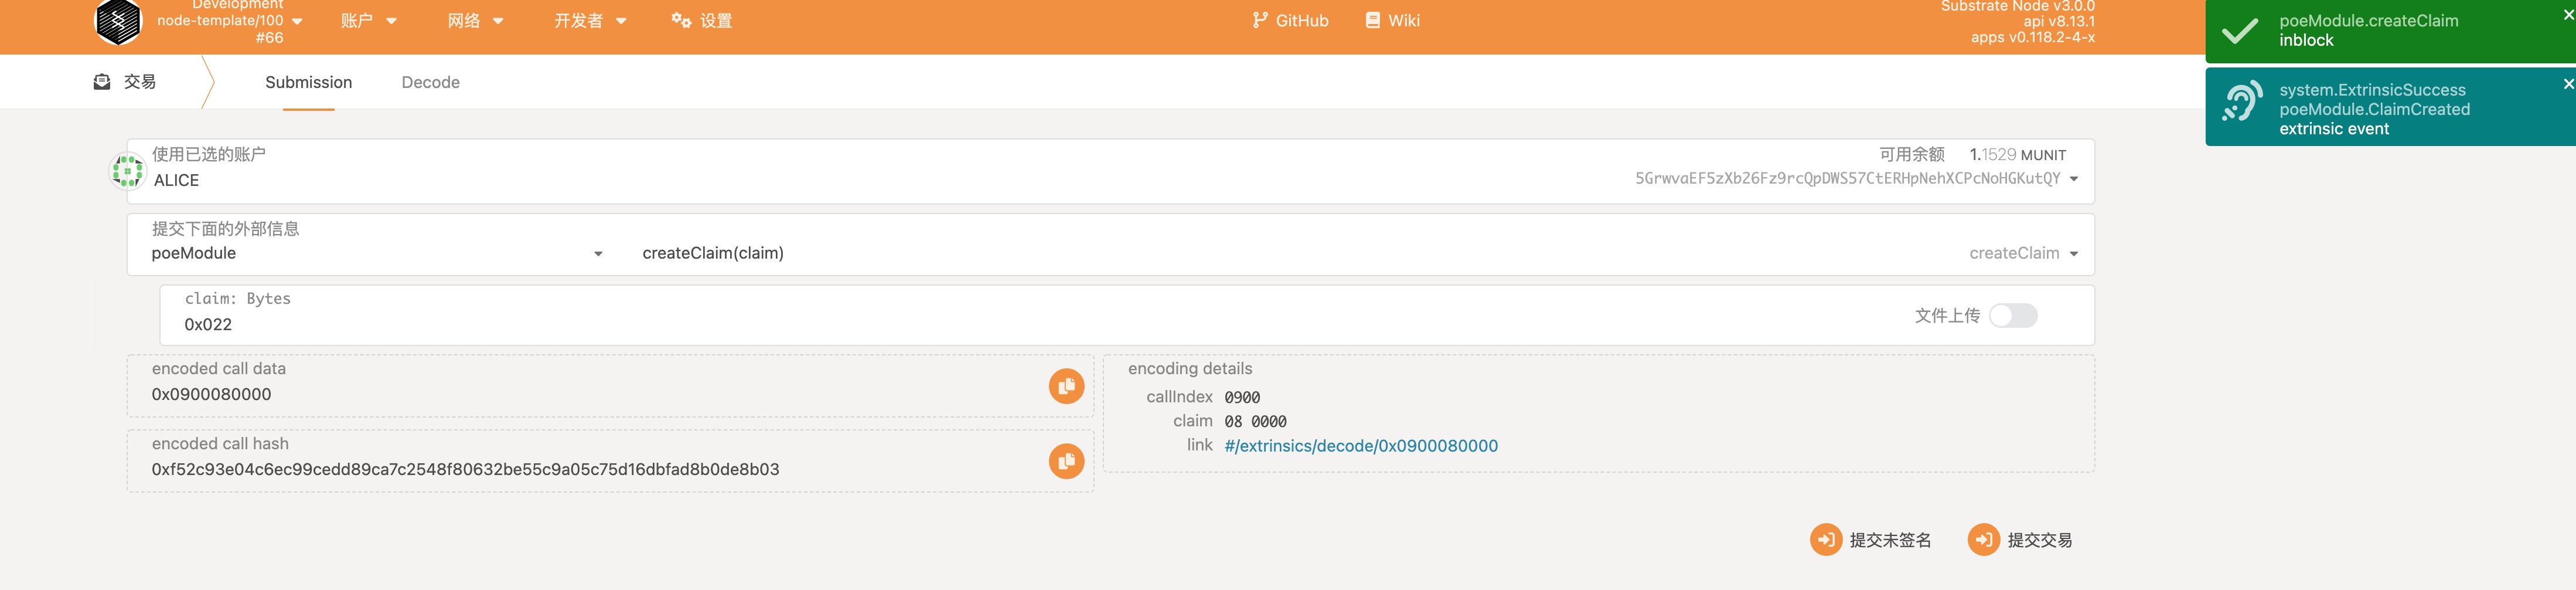 Development
node-template/100
#66
账户
网络
开发者
设置
GitHub
Wiki
Substrate Node v3.0.0
api v8.13.1
apps v0.118.2-4-x
poeModule.createClaim
inblock
system.ExtrinsicSuccess
poeModule.ClaimCreated
extrinsic event
交易
Submission
Decode
使用已选的账户
ALICE
可用余额 1.1529 MUNIT
5GrwvaEF5zXb26Fz9rcQpDWS57CtERHpNehXCPcNoHGKutQY
提交下面的外部信息
poeModule
createClaim(claim)
createClaim
claim: Bytes
0x022
文件上传
encoded call data
0x0900080000
encoded call hash
0xf52c93e04c6ec99cedd89ca7c2548f80632be55c9a05c75d16dbfad8b0de8b03
encoding details
callIndex 0900
claim 08 0000
link #/extrinsics/decode/0x0900080000
提交未签名
提交交易